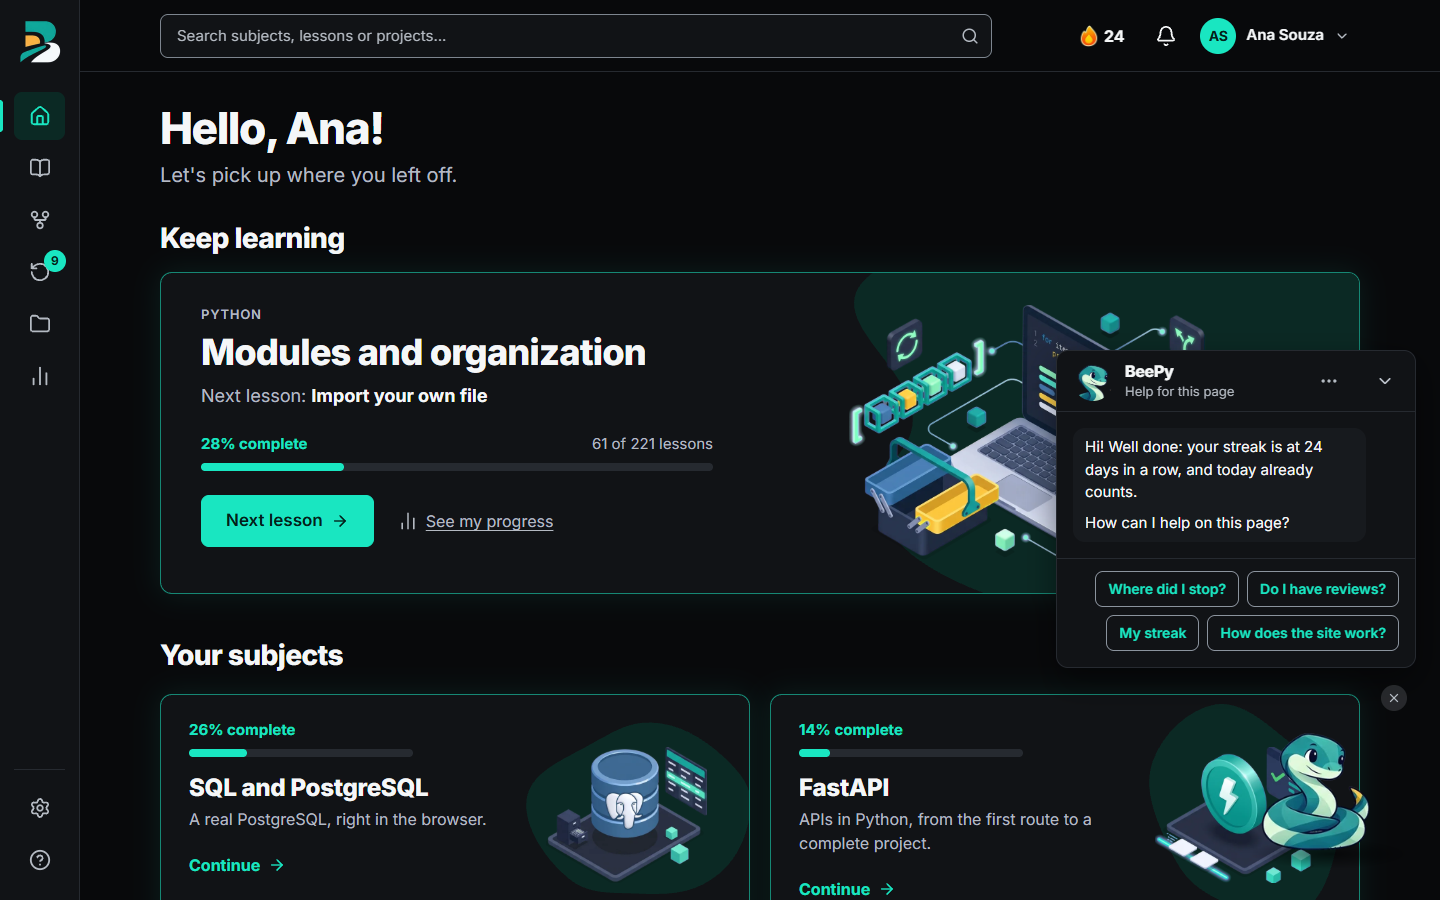 Search subjects, lessons or projects...
24
AS
Ana Souza
9
Hello, Ana!
Let's pick up where you left off.
Keep learning
PYTHON
Modules and organization
Next lesson: Import your own file
28% complete
61 of 221 lessons
Next lesson
See my progress
BeePy
Help for this page
Hi! Well done: your streak is at 24
days in a row, and today already
counts.
How can I help on this page?
Where did I stop?
Do I have reviews?
My streak
How does the site work?
Your subjects
26% complete
SQL and PostgreSQL
A real PostgreSQL, right in the browser.
Continue
14% complete
FastAPI
APIs in Python, from the first route to a
complete project.
Continue